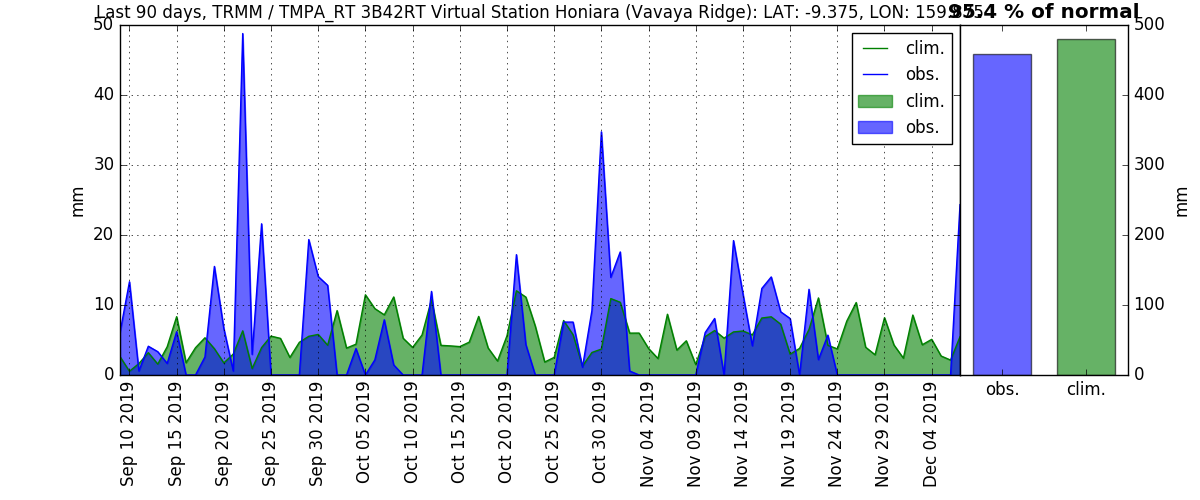 Last 90 days, TRMM / TMPA_RT 3B42RT Virtual Station Honiara (Vavaya Ridge): LAT: -9.375, LON:
95.4 % of normal
50
40
30
20
10
0
mm
clim.
obs.
clim.
obs.
500
400
300
200
100
0
mm
Sep 10 2019
Sep 15 2019
Sep 20 2019
Sep 25 2019
Sep 30 2019
Oct 05 2019
Oct 10 2019
Oct 15 2019
Oct 20 2019
Oct 25 2019
Oct 30 2019
Nov 04 2019
Nov 09 2019
Nov 14 2019
Nov 19 2019
Nov 24 2019
Nov 29 2019
Dec 04 2019
obs.
clim.